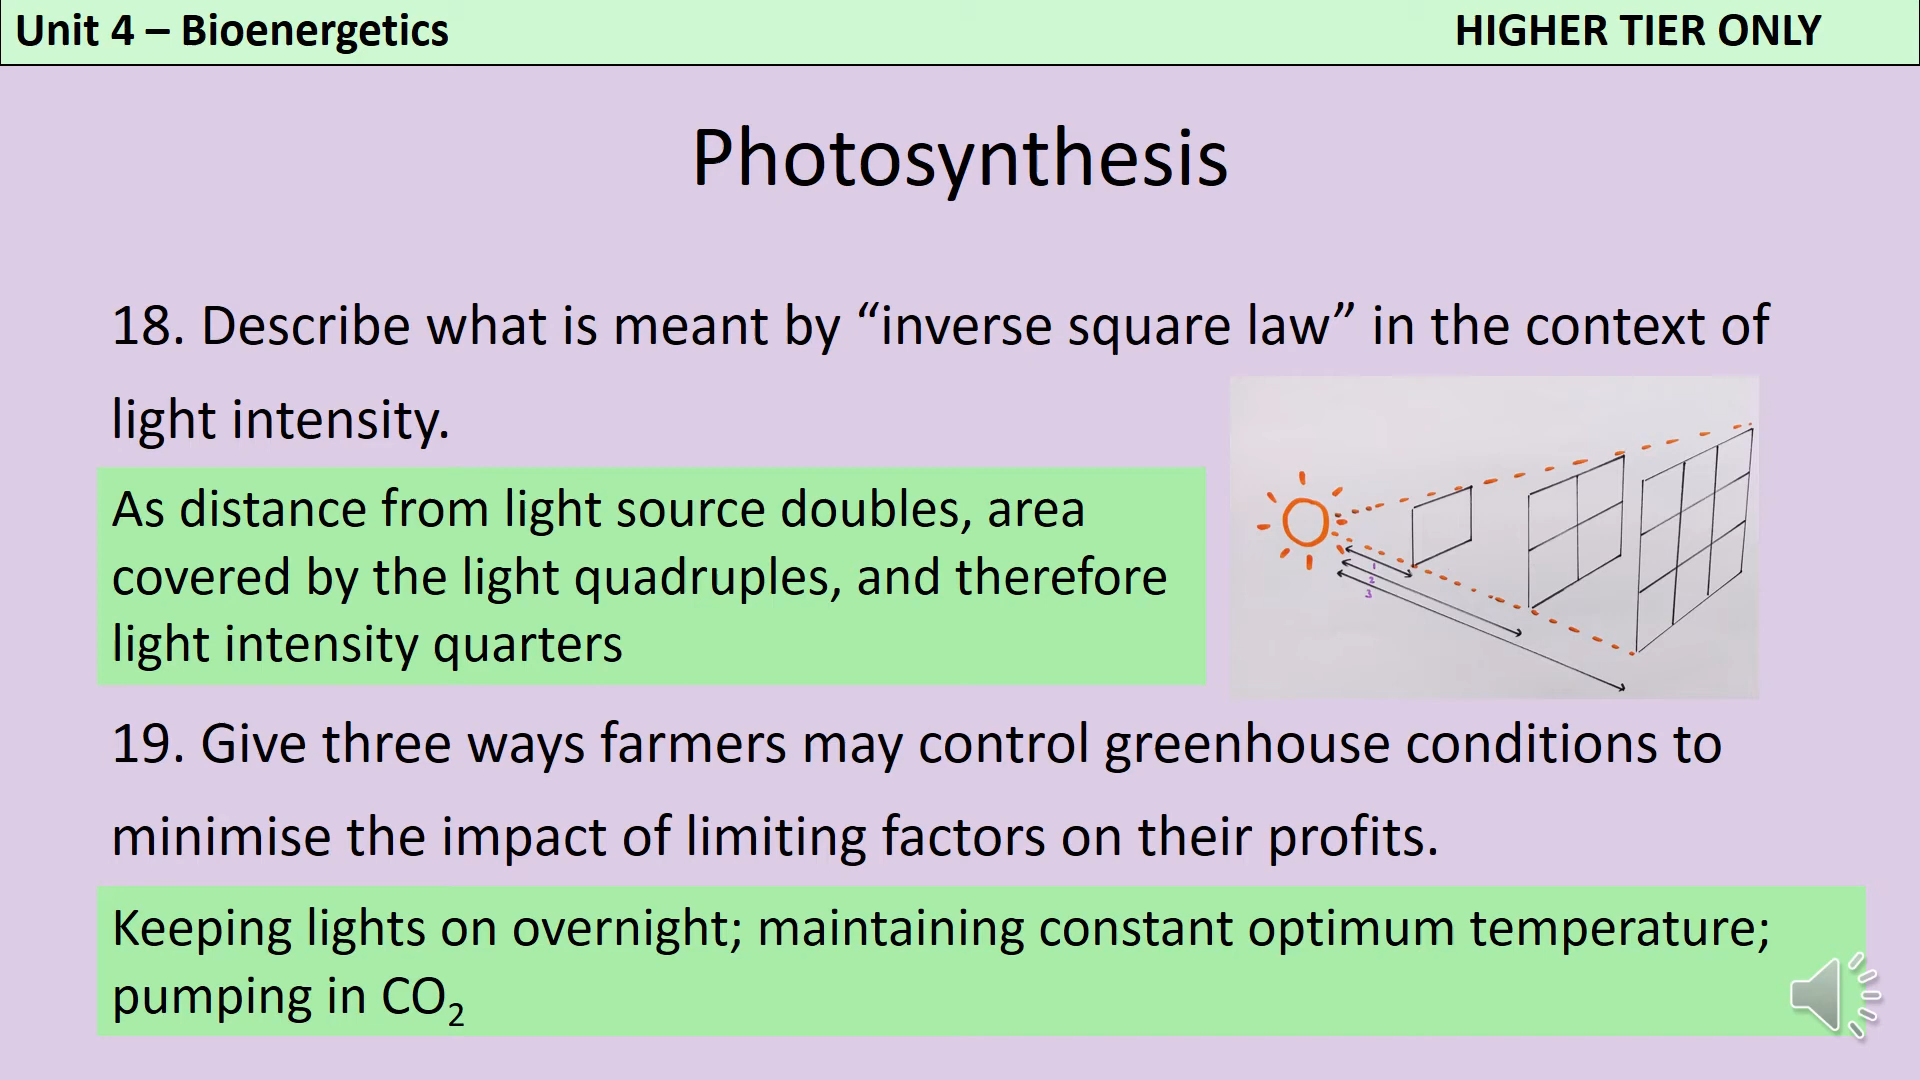 Unit 4 – Bioenergetics
HIGHER TIER ONLY
Photosynthesis
18. Describe what is meant by “inverse square law” in the context of
light intensity.
As distance from light source doubles, area
covered by the light quadruples, and therefore
light intensity quarters
1
2
3
19. Give three ways farmers may control greenhouse conditions to
minimise the impact of limiting factors on their profits.
Keeping lights on overnight; maintaining constant optimum temperature;
pumping in CO₂